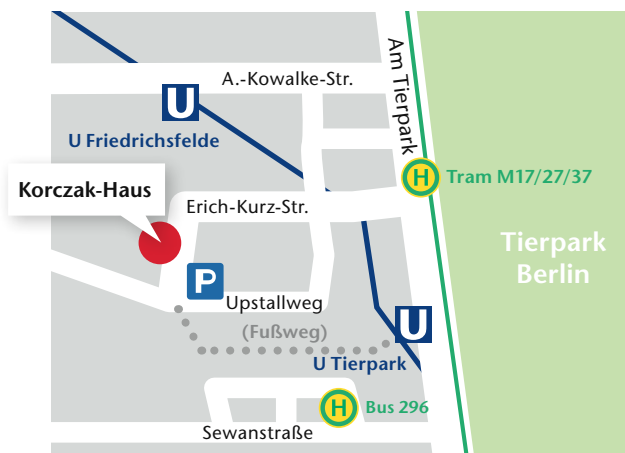 A.-Kowalke-Str.
Am Tierpark
U
U Friedrichsfelde
H Tram M17/27/37
Korczak-Haus
Erich-Kurz-Str.
Tierpark
Berlin
P
Upstallweg
(Fußweg)
U
U Tierpark
H Bus 296
Sewanstraße